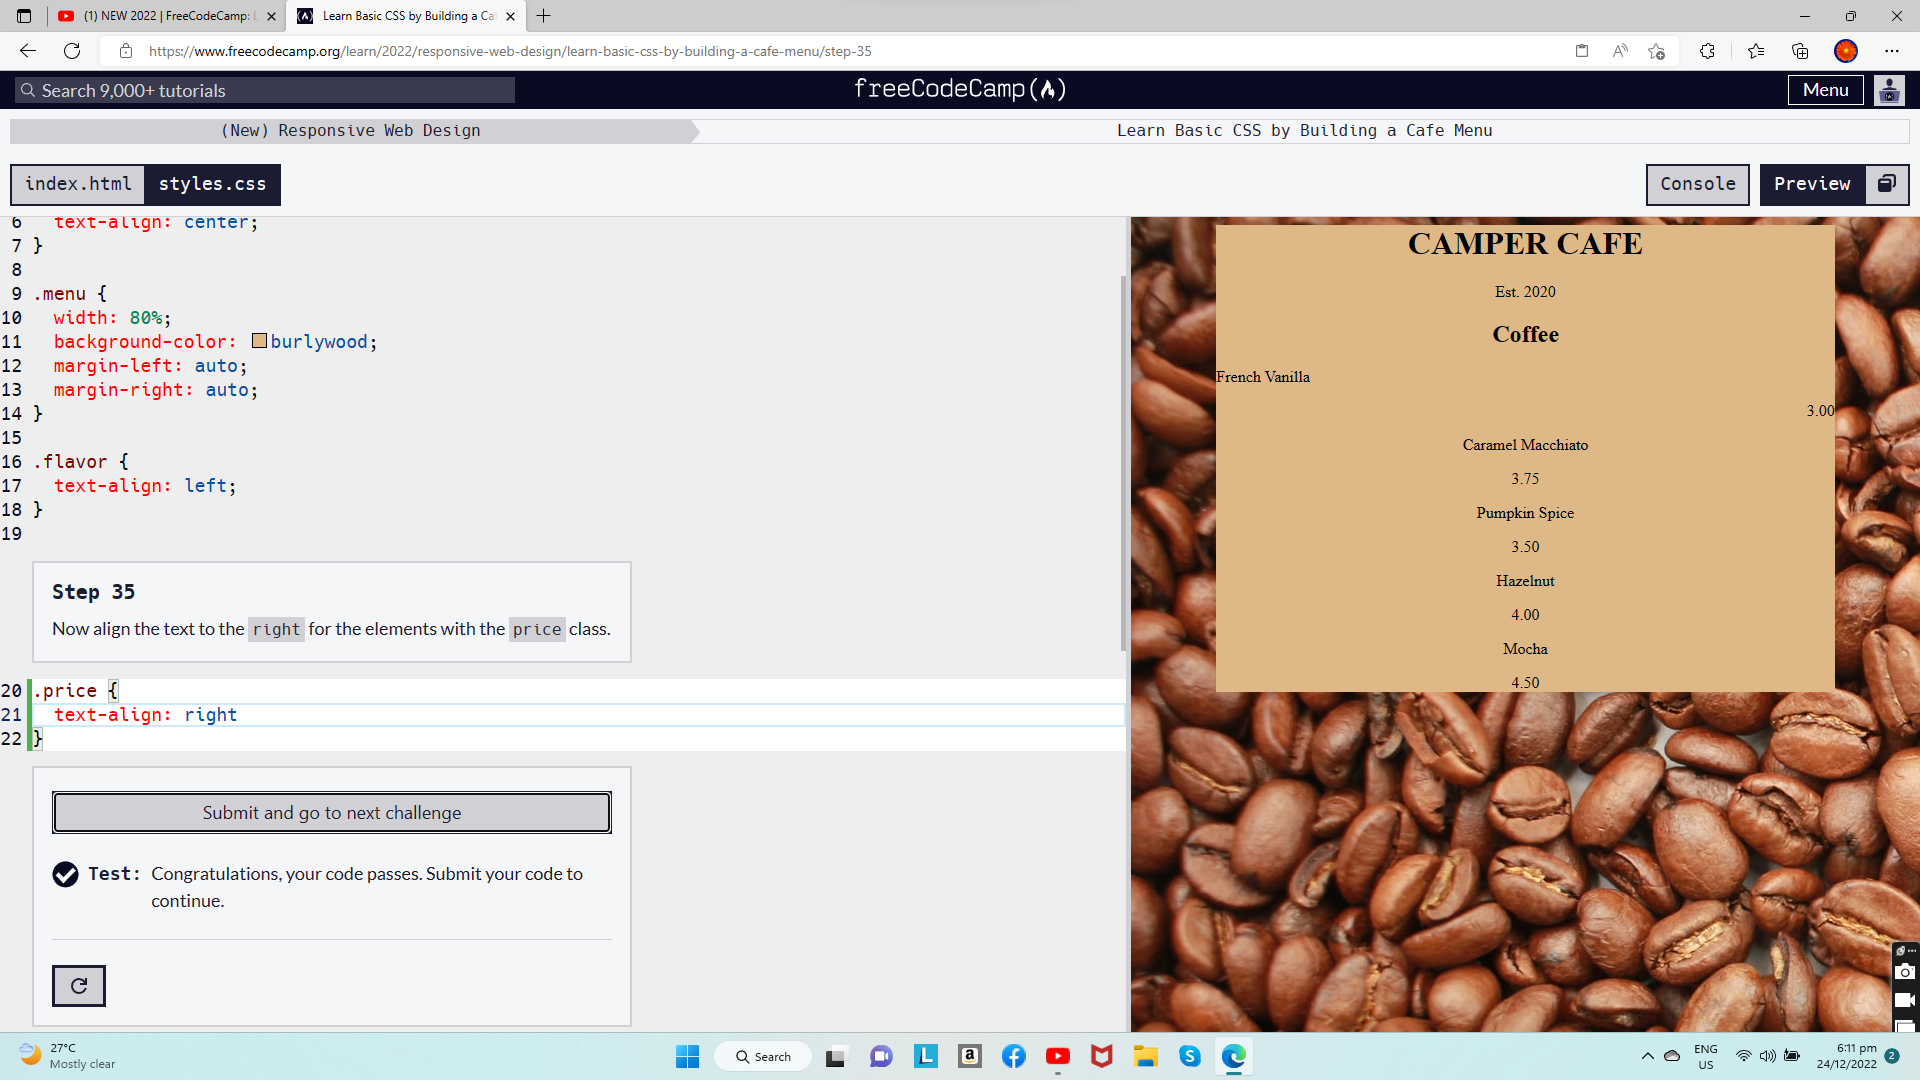 (1) NEW 2022 | FreeCodeCamp:
Learn Basic CSS by Building a Caf
https://www.freecodecamp.org/learn/2022/responsive-web-design/learn-basic-css-by-building-a-cafe-menu/step-35
Search 9,000+ tutorials
freeCodeCamp
Menu
(New) Responsive Web Design
Learn Basic CSS by Building a Cafe Menu
index.html
styles.css
Console
Preview
6 text-align: center;
7 }
8
9 .menu {
10 width: 80%;
11 background-color: burlywood;
12 margin-left: auto;
13 margin-right: auto;
14 }
15
16 .flavor {
17 text-align: left;
18 }
19
Step 35
Now align the text to the right for the elements with the price class.
20 .price {
21 text-align: right
22 }
Submit and go to next challenge
Test: Congratulations, your code passes. Submit your code to
continue.
CAMPER CAFE
Est. 2020
Coffee
French Vanilla
3.00
Caramel Macchiato
3.75
Pumpkin Spice
3.50
Hazelnut
4.00
Mocha
4.50
27°C
Mostly clear
Search
ENG
US
6:11 pm
24/12/2022
2